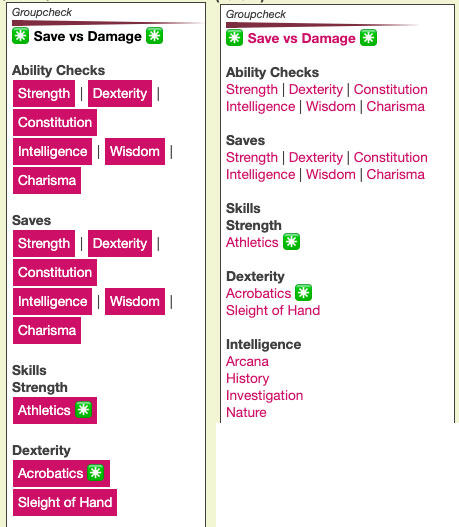 Groupcheck
✳️ Save vs Damage ✳️
Ability Checks
Strength | Dexterity |
Constitution
Intelligence | Wisdom |
Charisma
Saves
Strength | Dexterity |
Constitution
Intelligence | Wisdom |
Charisma
Skills
Strength
Athletics ✳️
Dexterity
Acrobatics ✳️
Sleight of Hand
Groupcheck
✳️ Save vs Damage ✳️
Ability Checks
Strength | Dexterity | Constitution
Intelligence | Wisdom | Charisma
Saves
Strength | Dexterity | Constitution
Intelligence | Wisdom | Charisma
Skills
Strength
Athletics ✳️
Dexterity
Acrobatics ✳️
Sleight of Hand
Intelligence
Arcana
History
Investigation
Nature